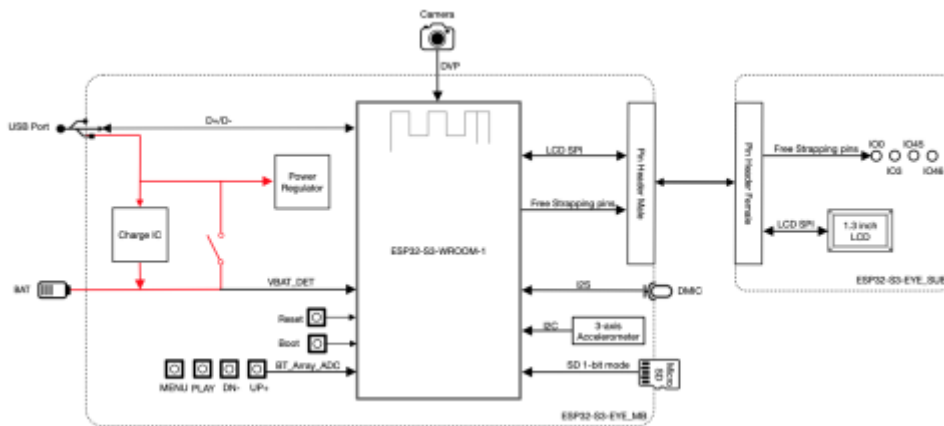 Camera
DVP
USB Port
D+/D-
Power
Regulator
Charge IC
BAT
VBAT_DET
Reset
Boot
BT_Array_ADC
MENU
PLAY
DN-
UP+
ESP32-S3-WROOM-1
LCD SPI
Free Strapping pins
Pin Header Male
I2S
DMIC
I2C
3-axis
Accelerometer
SD 1-bit mode
Micro
SD
ESP32-S3-EYE_MB
Pin Header Female
Free Strapping pins
IO0
IO45
IO3
IO46
LCD SPI
1.3 inch
LCD
ESP32-S3-EYE_SUB